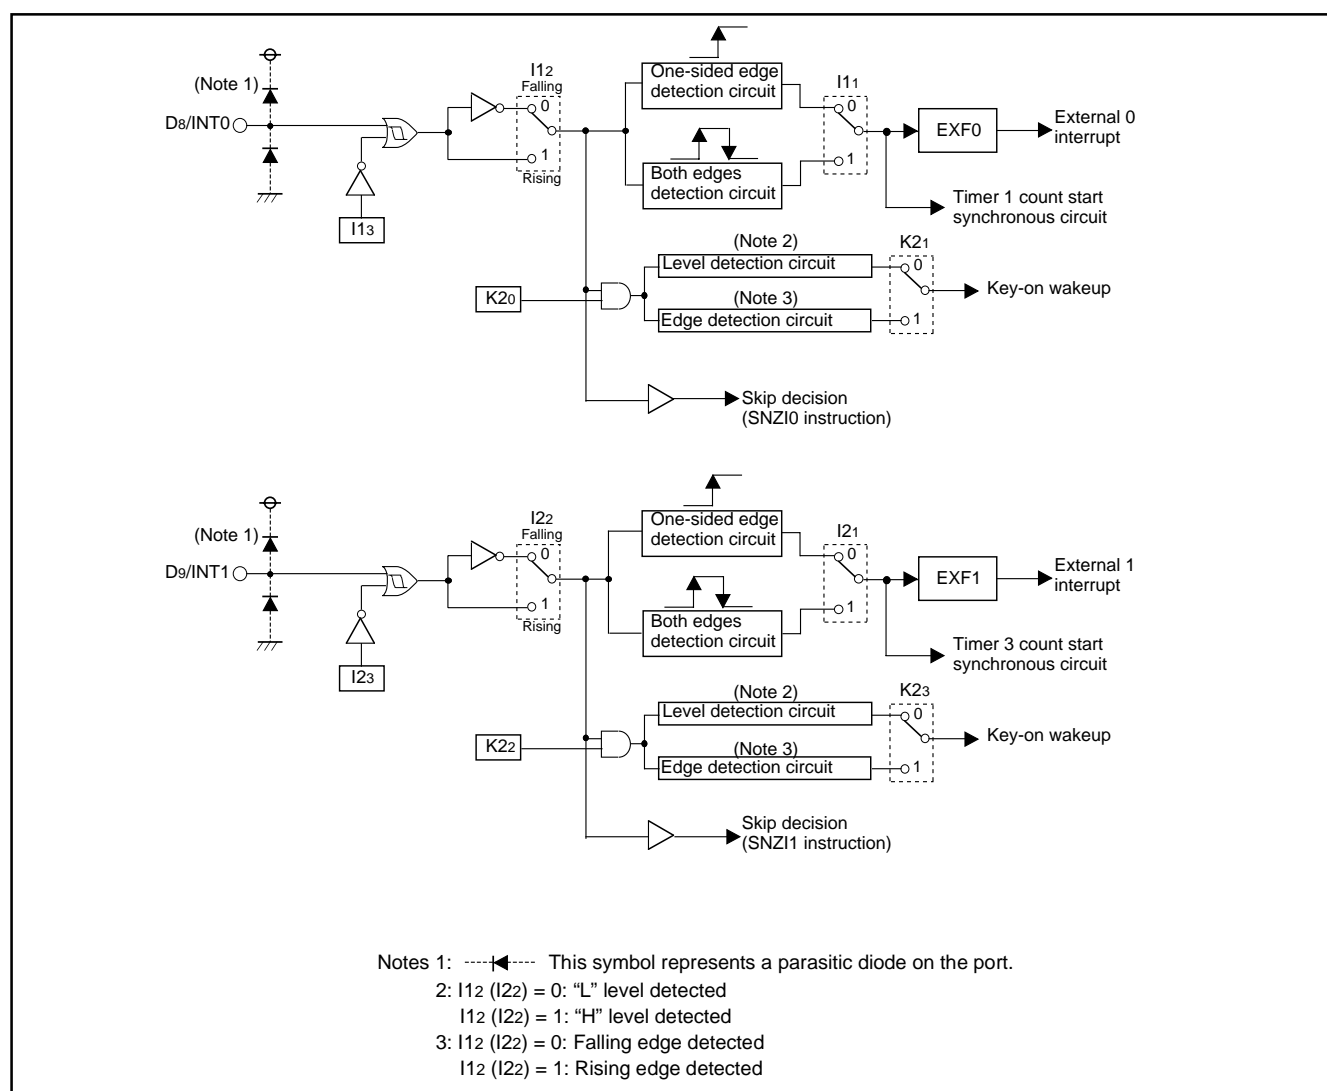 (Note 1)
D8/INT0
I13
I12
Falling
0
1
Rising
One-sided edge
detection circuit
Both edges
detection circuit
I11
0
1
EXF0
External 0
interrupt
Timer 1 count start
synchronous circuit
K20
(Note 2)
Level detection circuit
(Note 3)
Edge detection circuit
K21
0
1
Key-on wakeup
Skip decision
(SNZI0 instruction)
(Note 1)
D9/INT1
I23
I22
Falling
0
1
Rising
One-sided edge
detection circuit
Both edges
detection circuit
I21
0
1
EXF1
External 1
interrupt
Timer 3 count start
synchronous circuit
K22
(Note 2)
Level detection circuit
(Note 3)
Edge detection circuit
K23
0
1
Key-on wakeup
Skip decision
(SNZI1 instruction)
Notes 1: This symbol represents a parasitic diode on the port.
2: I12 (I22) = 0: “L” level detected
I12 (I22) = 1: “H” level detected
3: I12 (I22) = 0: Falling edge detected
I12 (I22) = 1: Rising edge detected